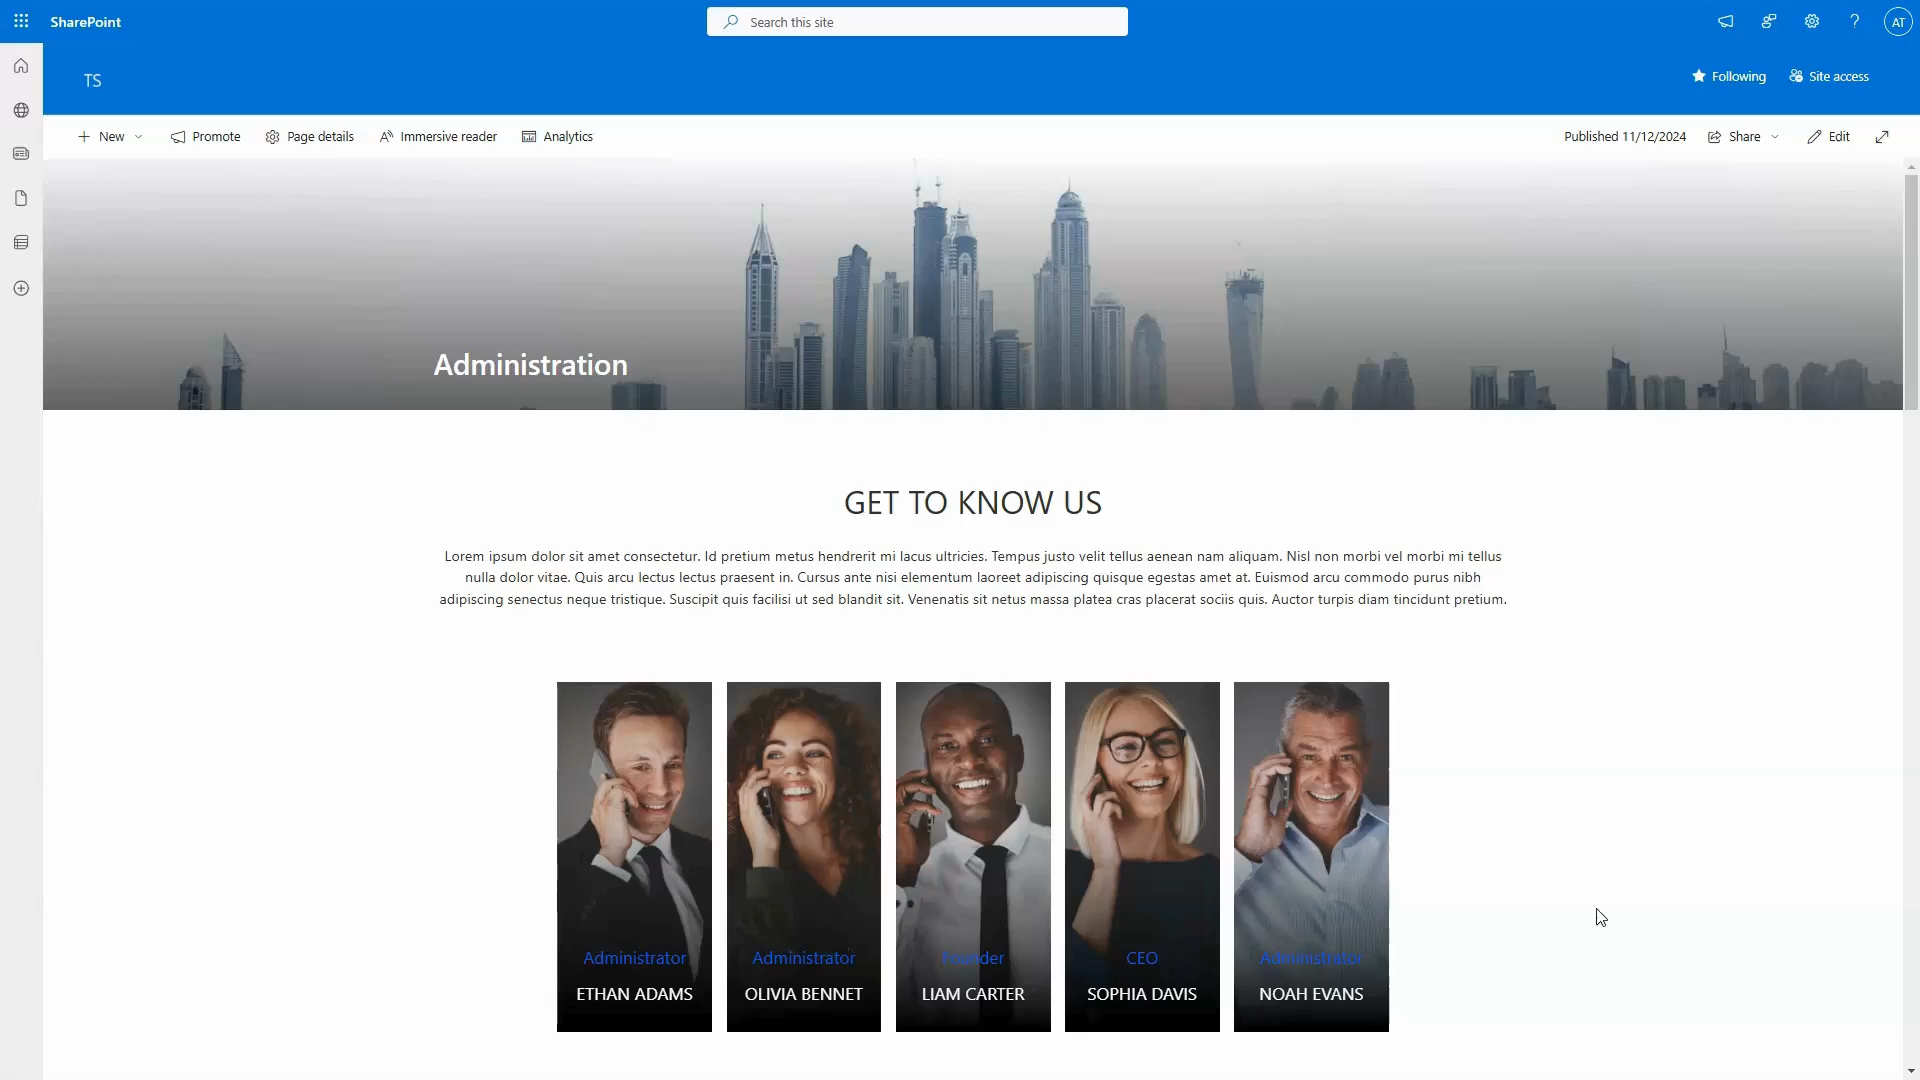 SharePoint
Search this site
AT
TS
Following
Site access
New
Promote
Page details
Immersive reader
Analytics
Published 11/12/2024
Share
Edit
Administration
GET TO KNOW US
Lorem ipsum dolor sit amet consectetur. Id pretium metus hendrerit mi lacus ultricies. Tempus justo velit tellus aenean nam aliquam. Nisl non morbi vel morbi mi tellus
nulla dolor vitae. Quis arcu lectus lectus praesent in. Cursus ante nisi elementum laoreet adipiscing quisque egestas amet at. Euismod arcu commodo purus nibh
adipiscing senectus neque tristique. Suscipit quis facilisi ut sed blandit sit. Venenatis sit netus massa platea cras placerat sociis quis. Auctor turpis diam tincidunt pretium.
Administrator
ETHAN ADAMS
Administrator
OLIVIA BENNET
Founder
LIAM CARTER
CEO
SOPHIA DAVIS
Administrator
NOAH EVANS